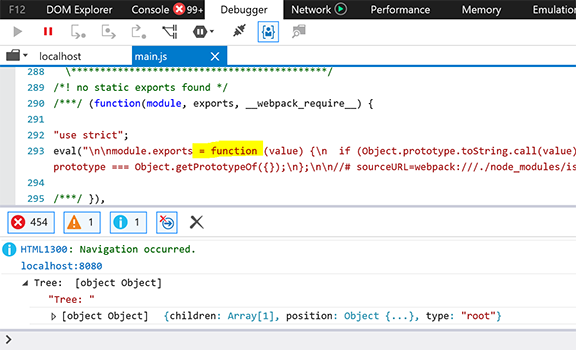 F12 DOM Explorer Console 99+ Debugger Network Performance Memory Emulation
localhost main.js
288 \******************************************/
289 /*! no static exports found */
290 /***/ (function(module, exports, __webpack_require__) {
291
292 "use strict";
293 eval("\n\nmodule.exports = function (value) {\n  if (Object.prototype.toString.call(value)
prototype === Object.getPrototypeOf({});\n};\n\n//# sourceURL=webpack:///./node_modules/is
294
295 /***/ }),
454 1 1
HTML1300: Navigation occurred.
localhost:8080
Tree:  [object Object]
"Tree: "
[object Object]  {children: Array[1], position: Object {...}, type: "root"}